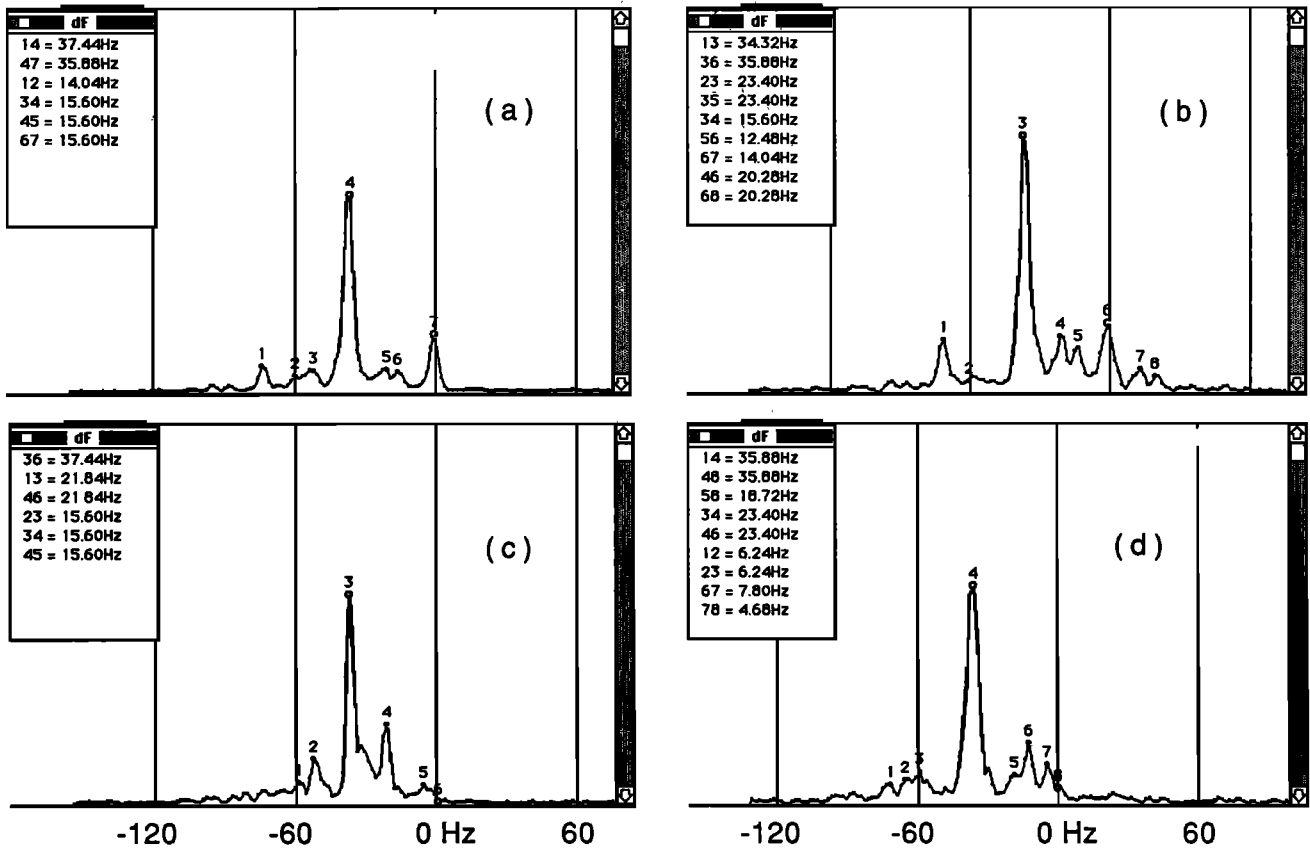 dF
14 = 37.44Hz
47 = 35.88Hz
12 = 14.04Hz
34 = 15.60Hz
45 = 15.60Hz
67 = 15.60Hz
(a)
1
2
3
4
5 6
7
dF
13 = 34.32Hz
36 = 35.88Hz
23 = 23.40Hz
35 = 23.40Hz
34 = 15.60Hz
56 = 12.48Hz
67 = 14.04Hz
46 = 20.28Hz
68 = 20.28Hz
(b)
1
2
3
4
5
6
7
8
dF
36 = 37.44Hz
13 = 21.84Hz
46 = 21.84Hz
23 = 15.60Hz
34 = 15.60Hz
45 = 15.60Hz
(c)
1
2
3
4
5
6
dF
14 = 35.88Hz
48 = 35.88Hz
58 = 18.72Hz
34 = 23.40Hz
46 = 23.40Hz
12 = 6.24Hz
23 = 6.24Hz
67 = 7.80Hz
78 = 4.68Hz
(d)
1
2
3
4
5
6
7
8
-120 -60 0 Hz 60
-120 -60 0 Hz 60